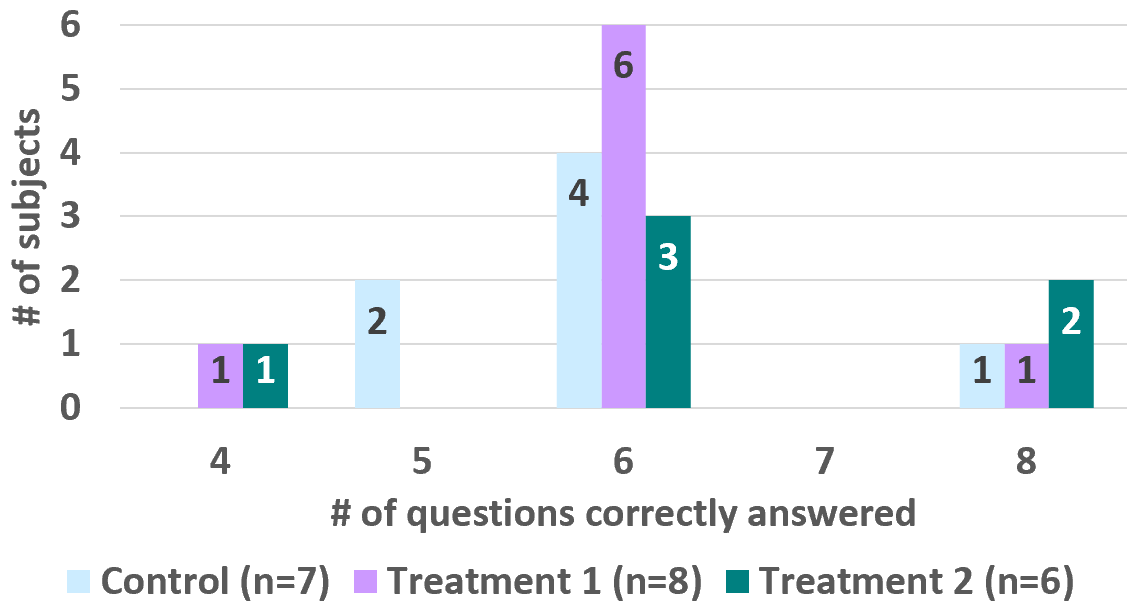 6
5
4
3
2
1
0
# of subjects
1 1
2
4 6 3
1 1 2
4 5 6 7 8
# of questions correctly answered
Control (n=7) Treatment 1 (n=8) Treatment 2 (n=6)